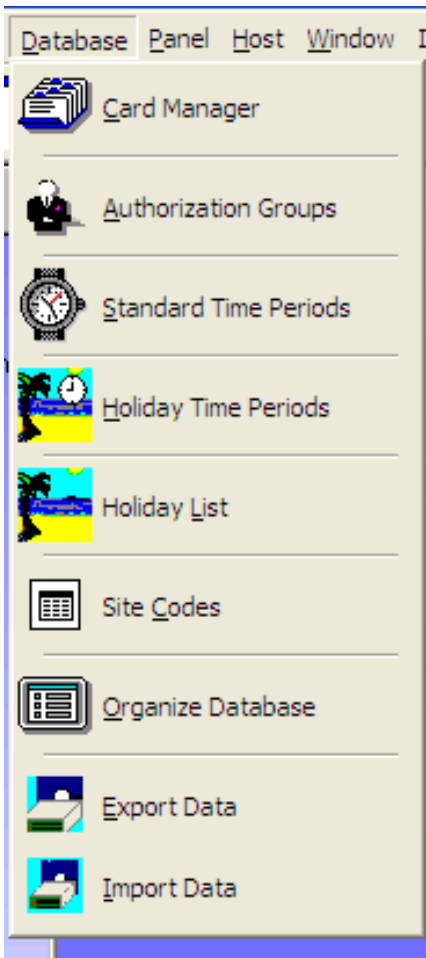 Database Panel Host Window
Card Manager
Authorization Groups
Standard Time Periods
Holiday Time Periods
Holiday List
Site Codes
Organize Database
Export Data
Import Data